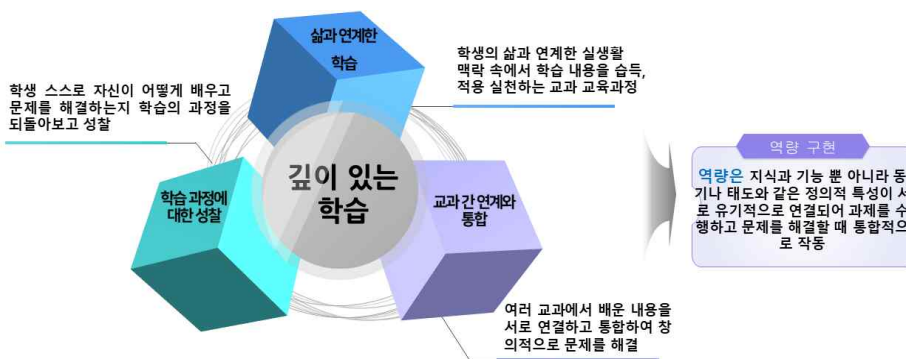 삶과 연계한
학습
학생의 삶과 연계한 실생활
맥락 속에서 학습 내용을 습득,
적용 실천하는 교과 교육과정
학생 스스로 자신이 어떻게 배우고
문제를 해결하는지 학습의 과정을
되돌아보고 성찰
깊이 있는
학습
학습 과정에
대한 성찰
교과 간 연계와
통합
여러 교과에서 배운 내용을
서로 연결하고 통합하여 창
의적으로 문제를 해결
역량 구현
역량은 지식과 기능 뿐 아니라 동
기나 태도와 같은 정의적 특성이 서
로 유기적으로 연결되어 과제를 수
행하고 문제를 해결할 때 통합적으
로 작동